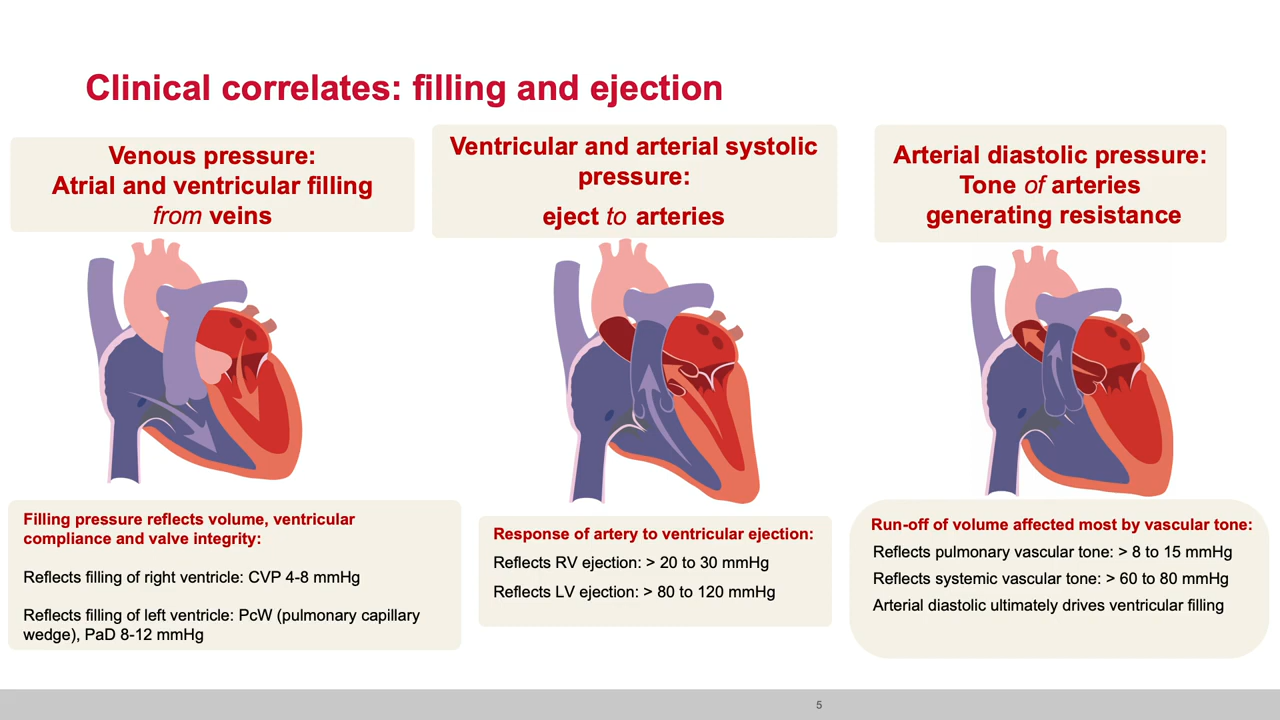 Clinical correlates: filling and ejection
Venous pressure:
Atrial and ventricular filling
from veins
Ventricular and arterial systolic
pressure:
eject to arteries
Arterial diastolic pressure:
Tone of arteries
generating resistance
Filling pressure reflects volume, ventricular
compliance and valve integrity:
Reflects filling of right ventricle: CVP 4-8 mmHg
Reflects filling of left ventricle: PcW (pulmonary capillary
wedge), PaD 8-12 mmHg
Response of artery to ventricular ejection:
Reflects RV ejection: > 20 to 30 mmHg
Reflects LV ejection: > 80 to 120 mmHg
Run-off of volume affected most by vascular tone:
Reflects pulmonary vascular tone: > 8 to 15 mmHg
Reflects systemic vascular tone: > 60 to 80 mmHg
Arterial diastolic ultimately drives ventricular filling
5